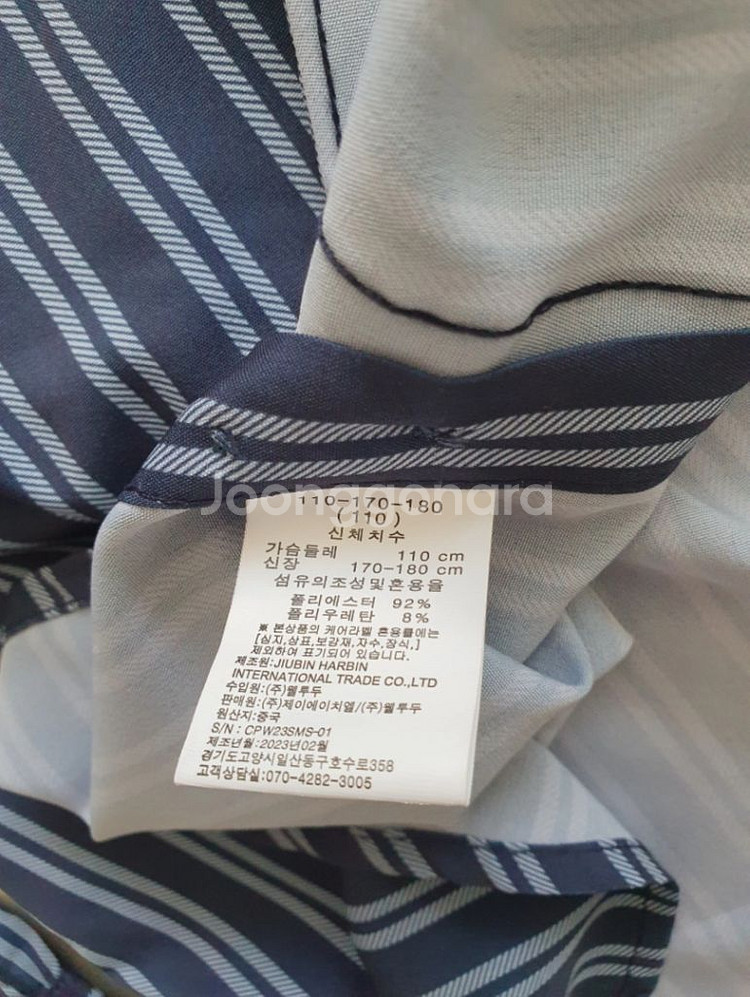 Joonggonara
110-170-180
(110)
신체치수
가슴둘레 110 cm
신장 170-180 cm
섬유의조성및혼용율
폴리에스터 92%
폴리우레탄 8%
※ 본상품의 케어라벨 혼용률에는
[심지,상표,보강재,자수,장식,]
제외하여 표기되어 있습니다.
제조원:JIUBIN HARBIN
INTERNATIONAL TRADE CO.,LTD
수입원:(주)웰루두
판매원:(주)제이에이치엘/(주)웰루두
원산지:중국
S/N : CPW23SMS-01
제조년월:2023년02월
경기도고양시일산동구호수로358
고객상담실:070-4282-3005